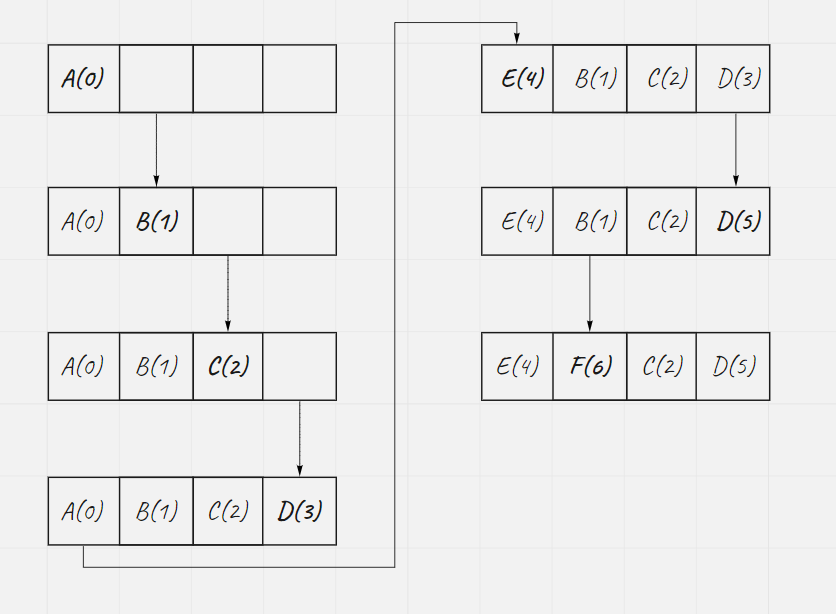 A(0)
A(0) B(1)
A(0) B(1) C(2)
A(0) B(1) C(2) D(3)
E(4) B(1) C(2) D(3)
E(4) B(1) C(2) D(5)
E(4) F(6) C(2) D(5)